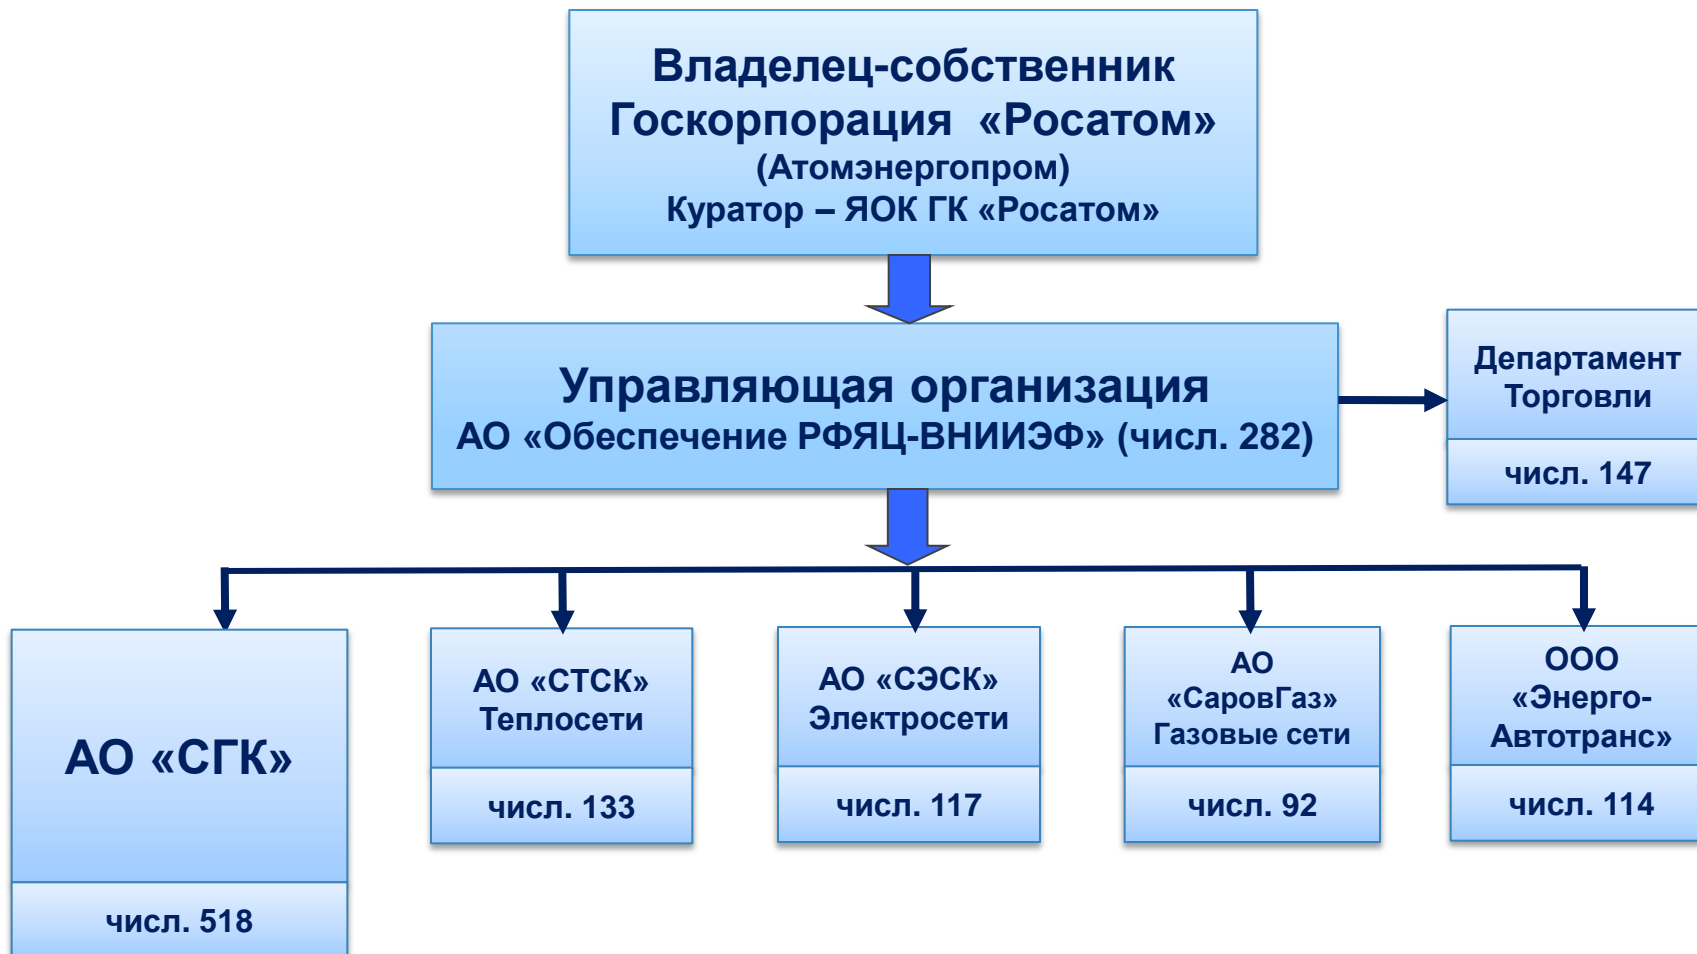 Владелец-собственник
Госкорпорация «Росатом»
(Атомэнергопром)
Куратор – ЯОК ГК «Росатом»
Управляющая организация
АО «Обеспечение РФЯЦ-ВНИИЭФ» (числ. 282)
Департамент
Торговли
числ. 147
АО «СГК»
числ. 518
АО «СТСК»
Теплосети
числ. 133
АО «СЭСК»
Электросети
числ. 117
АО
«СаровГаз»
Газовые сети
числ. 92
ООО
«Энерго-
Автотранс»
числ. 114